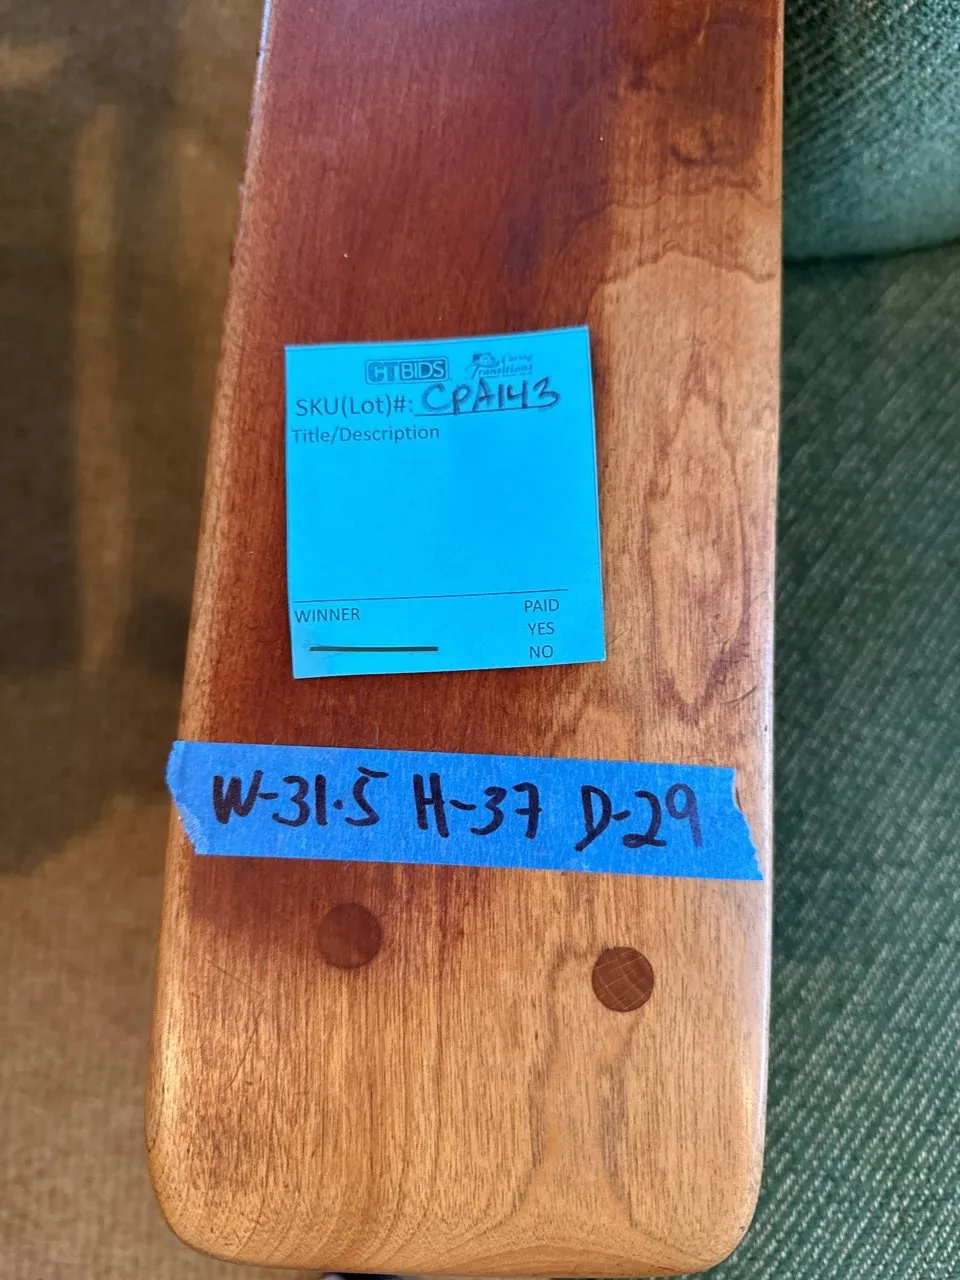 CTBIDS Caring Transitions
SKU(Lot)#: CPA143
Title/Description
WINNER PAID
YES
NO
W-31.5 H-37 D-29